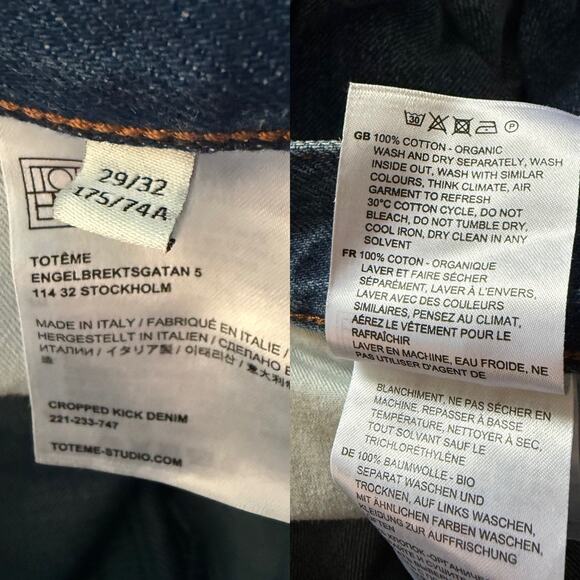 29/32
175/74A
TOTÊME
ENGELBREKTSGATAN 5
114 32 STOCKHOLM
MADE IN ITALY / FABRIQUÉ EN ITALIE /
HERGESTELLT IN ITALIEN / СДЕЛАНО В
ИТАЛИИ / イタリア製 / 이태리산 / 意大利
CROPPED KICK DENIM
221-233-747
TOTEME-STUDIO.COM
30
P
GB 100% COTTON - ORGANIC
WASH AND DRY SEPARATELY, WASH
INSIDE OUT, WASH WITH SIMILAR
COLOURS, THINK CLIMATE, AIR
GARMENT TO REFRESH
30°C COTTON CYCLE, DO NOT
BLEACH, DO NOT TUMBLE DRY,
COOL IRON, DRY CLEAN IN ANY
SOLVENT
FR 100% COTON - ORGANIQUE
LAVER ET FAIRE SÉCHER
SÉPARÉMENT, LAVER À L'ENVERS,
LAVER AVEC DES COULEURS
SIMILAIRES, PENSEZ AU CLIMAT,
AÉREZ LE VÊTEMENT POUR LE
RAFRAICHIR
LAVER EN MACHINE, EAU FROIDE, NE
PAS UTILISER D'AGENT DE
BLANCHIMENT, NE PAS SÉCHER EN
MACHINE, REPASSER À BASSE
TEMPÉRATURE, NETTOYER À SEC,
TOUT SOLVANT SAUF LE
TRICHLORÉTHYLÈNE
DE 100% BAUMWOLLE - BIO
SEPARAT WASCHEN UND
TROCKNEN, AUF LINKS WASCHEN,
MIT ÄHNLICHEN FARBEN WASCHEN,
KLEIDUNG ZUR AUFFRISCHUNG